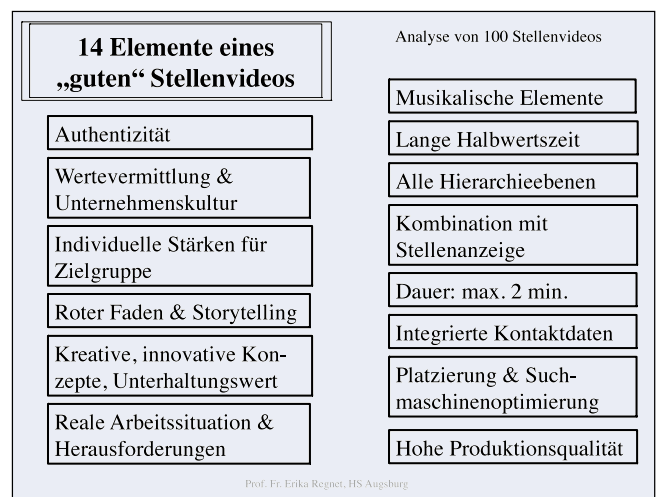 14 Elemente eines
„guten“ Stellenvideos
Authentizität
Wertevermittlung &
Unternehmenskultur
Individuelle Stärken für
Zielgruppe
Roter Faden & Storytelling
Kreative, innovative Kon-
zepte, Unterhaltungswert
Reale Arbeitssituation &
Herausforderungen
Analyse von 100 Stellenvideos
Musikalische Elemente
Lange Halbwertszeit
Alle Hierarchieebenen
Kombination mit
Stellenanzeige
Dauer: max. 2 min.
Integrierte Kontaktdaten
Platzierung & Such-
maschinenoptimierung
Hohe Produktionsqualität
Prof. Fr. Erika Regnet, HS Augsburg